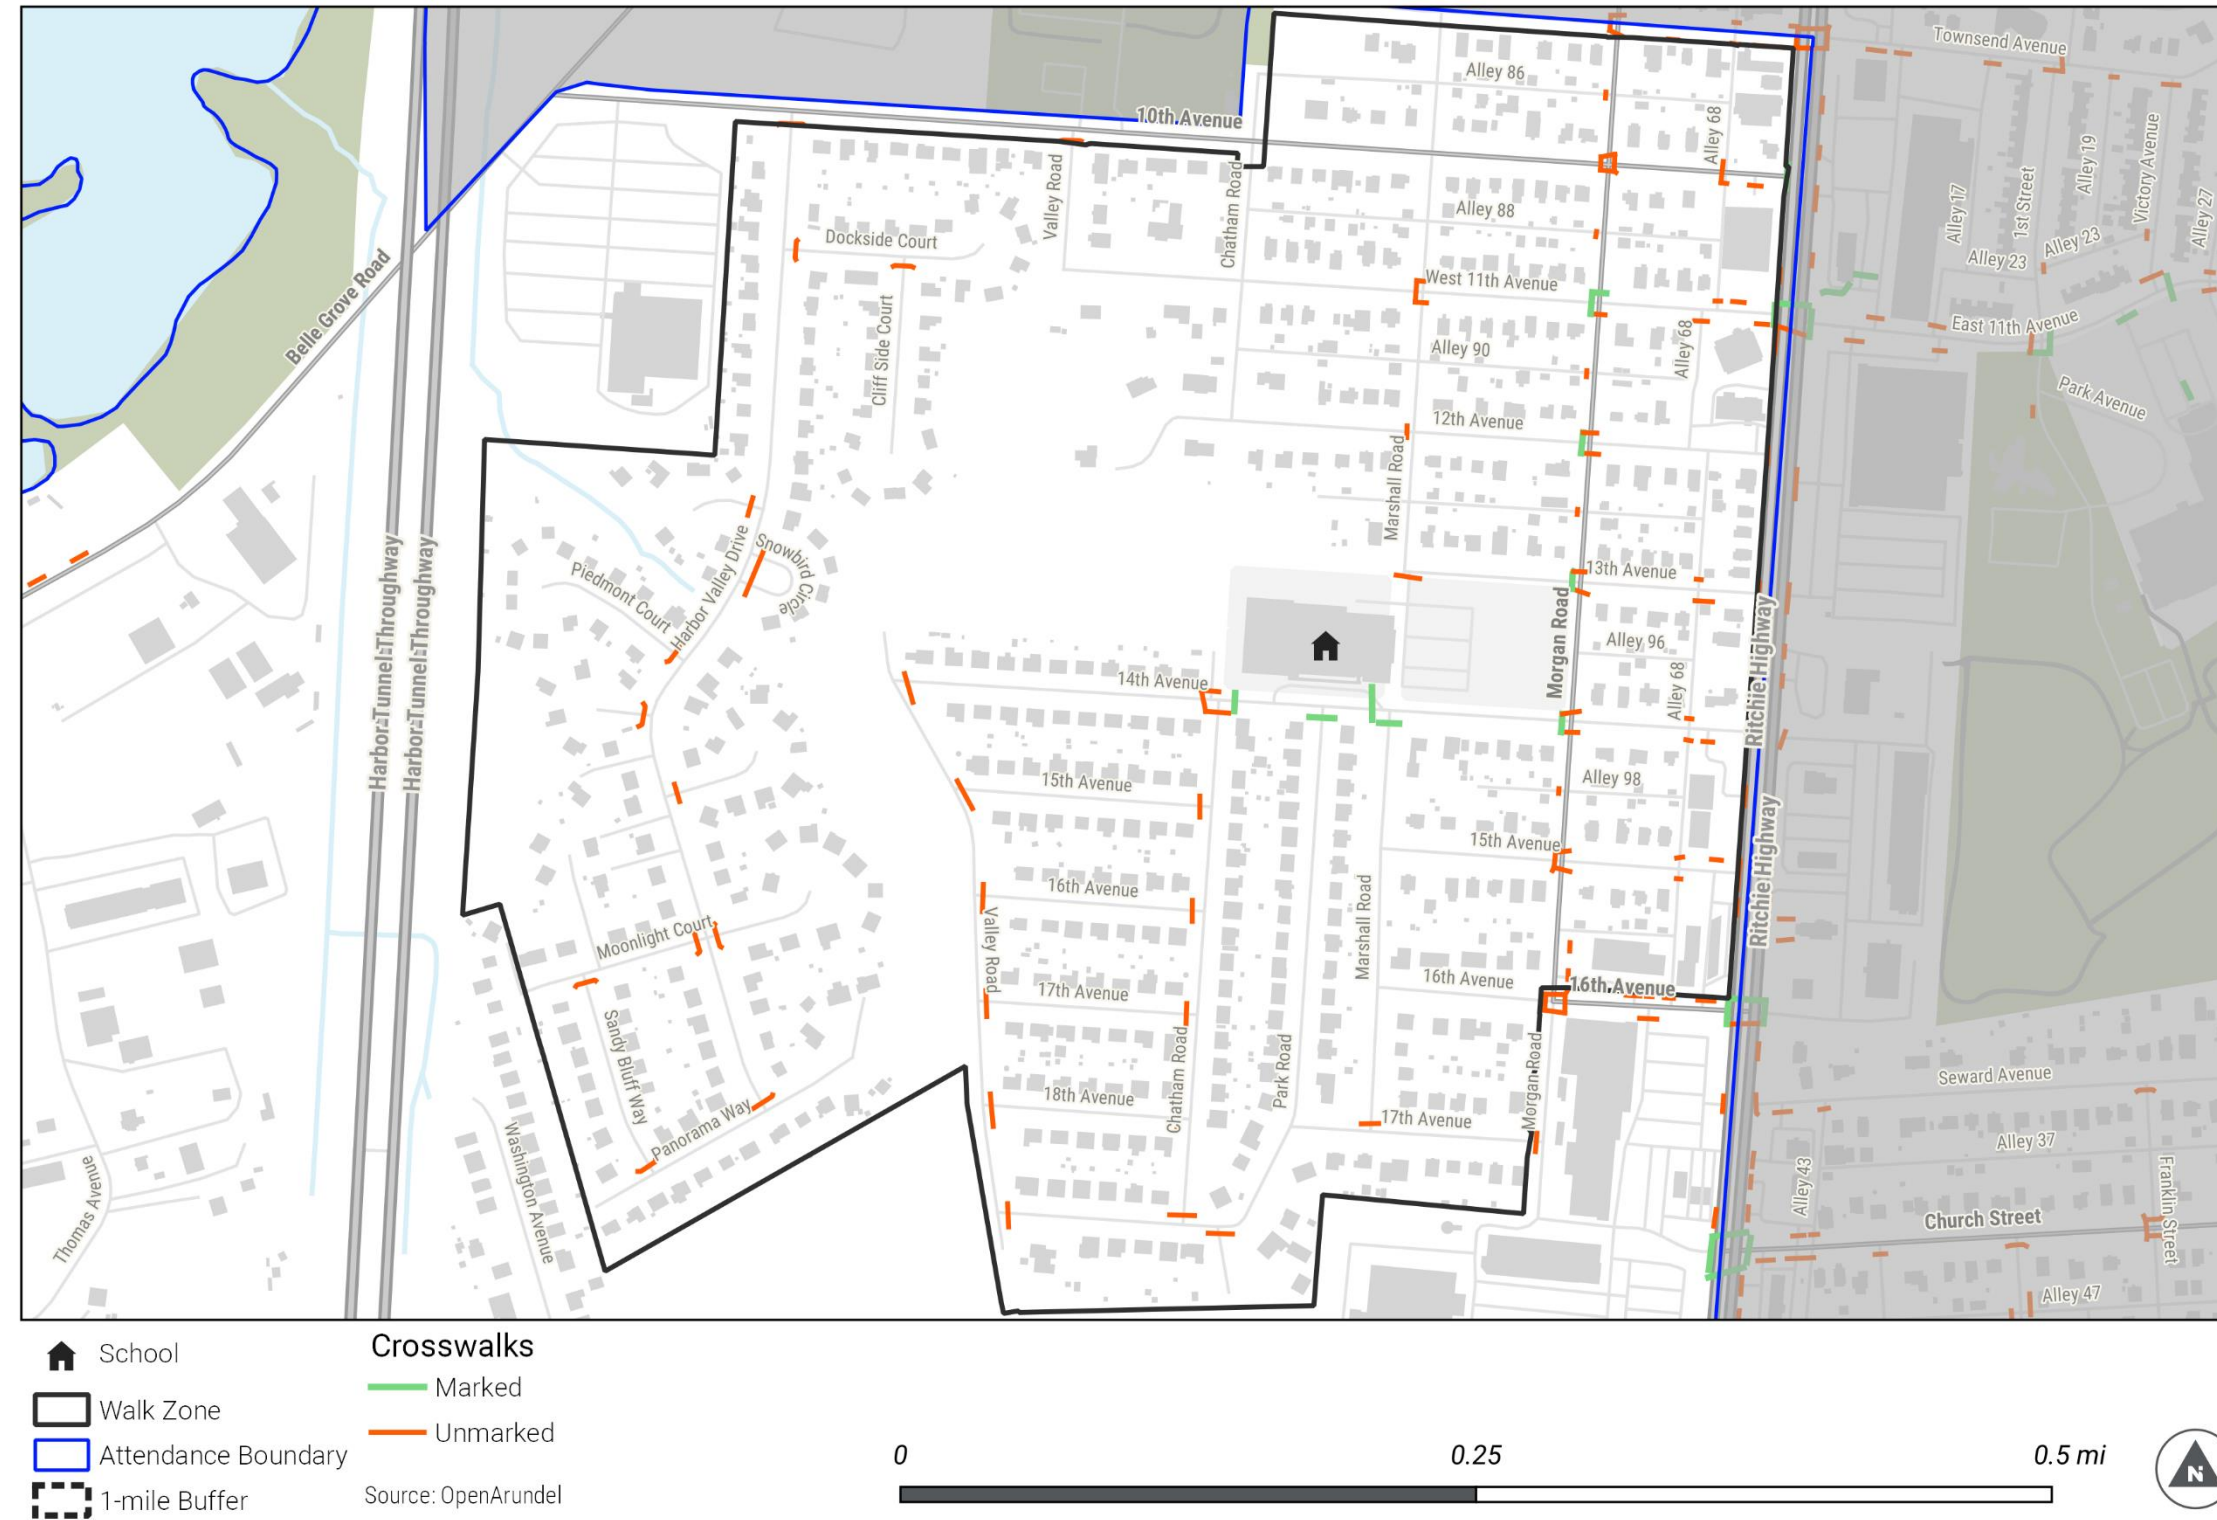 Townsend Avenue
Alley 86
10th Avenue
Alley 68
Alley 19
Victory Avenue
1st Street
Alley 17
Alley 27
Valley Road
Chatham Road
Alley 88
Dockside Court
Alley 23
Alley 23
Belle Grove Road
West 11th Avenue
East 11th Avenue
Cliff Side Court
Alley 90
Alley 68
Park Avenue
12th Avenue
Marshall Road
Harbor Tunnel Throughway
Harbor Tunnel Throughway
Piedmont Court
Harbor Valley Drive
Snowbird Circle
13th Avenue
Morgan Road
Alley 96
Alley 68
Ritchie Highway
14th Avenue
15th Avenue
Alley 98
15th Avenue
Ritchie Highway
16th Avenue
Valley Road
Marshall Road
Moonlight Court
17th Avenue
16th Avenue
16th Avenue
Sandy Bluff Way
Chatham Road
Park Road
Morgan Road
18th Avenue
17th Avenue
Panorama Way
Washington Avenue
Thomas Avenue
Seward Avenue
Alley 37
Alley 43
Franklin Street
Church Street
Alley 47
School
Walk Zone
Attendance Boundary
1-mile Buffer
Crosswalks
Marked
Unmarked
Source: OpenArundel
0
0.25
0.5 mi
N